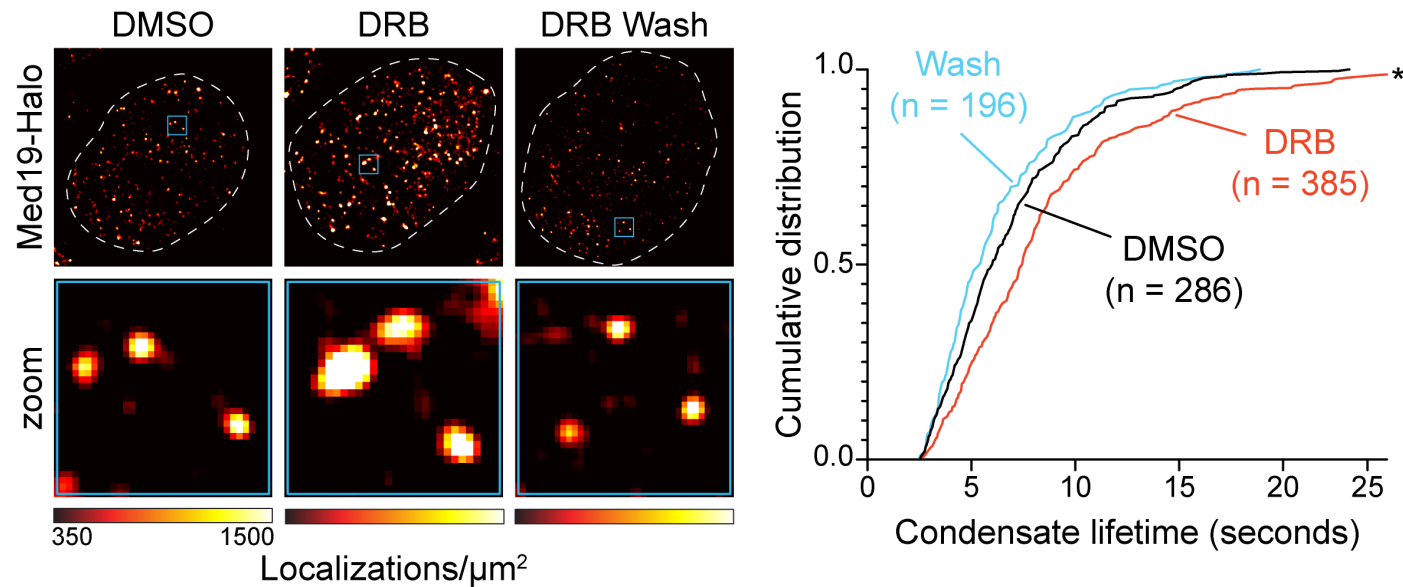 DMSO
DRB
DRB Wash
Med19-Halo
zoom
350
1500
Localizations/µm²
Cumulative distribution
1.0
0.5
0.0
0
5
10
15
20
25
Condensate lifetime (seconds)
Wash
(n = 196)
DRB
(n = 385)
DMSO
(n = 286)
*